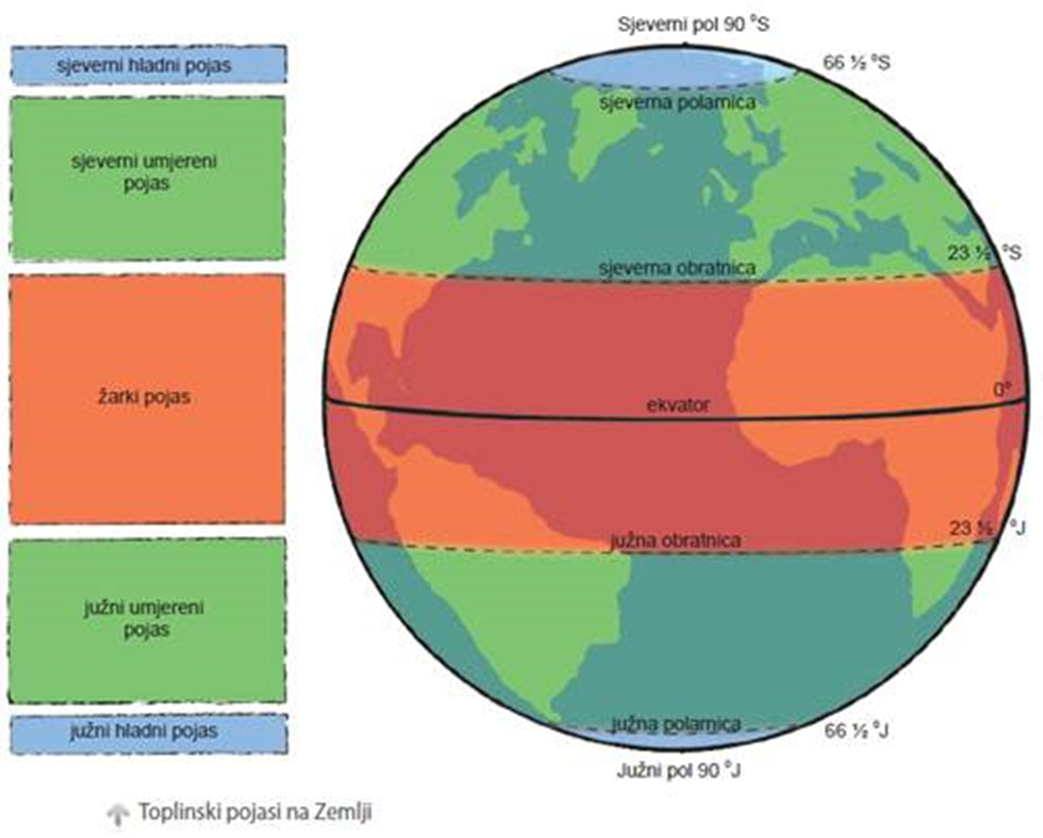 Sjeverni pol 90 °S
sjeverni hladni pojas
66 ½ °S
sjeverna polarnica
sjeverni umjereni
pojas
23 ½ °S
sjeverna obratnica
žarki pojas
0°
ekvator
23 ½ °J
južna obratnica
južni umjereni
pojas
južna polarnica
južni hladni pojas
66 ½ °J
Južni pol 90 °J
Toplinski pojasi na Zemlji